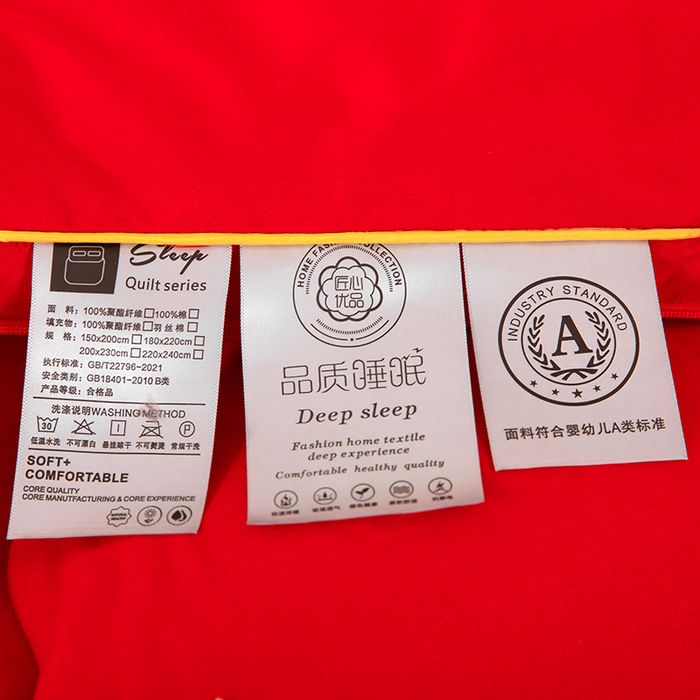 Sleep
Quilt series
面 料: 100%聚酯纤维□100%棉□
填充物: 100%聚酯纤维□羽丝棉□
规 格: 150x200cm□180x220cm□
200x230cm□220x240cm□
执行标准: GB/T22796-2021
安全类别: GB18401-2010 B类
产品等级: 合格品
洗涤说明WASHING METHOD
30
P
低温水洗 不可漂白 悬挂晾干 不可熨烫 常规干洗
SOFT+
COMFORTABLE
CORE QUALITY
CORE MANUFACTURING & CORE EXPERIENCE
HOME FASHION COLLECTION
匠心
优品
品质睡眠
Deep sleep
Fashion home textile
deep experience
Comfortable healthy quality
INDUSTRY STANDARD
A
面料符合婴幼儿A类标准